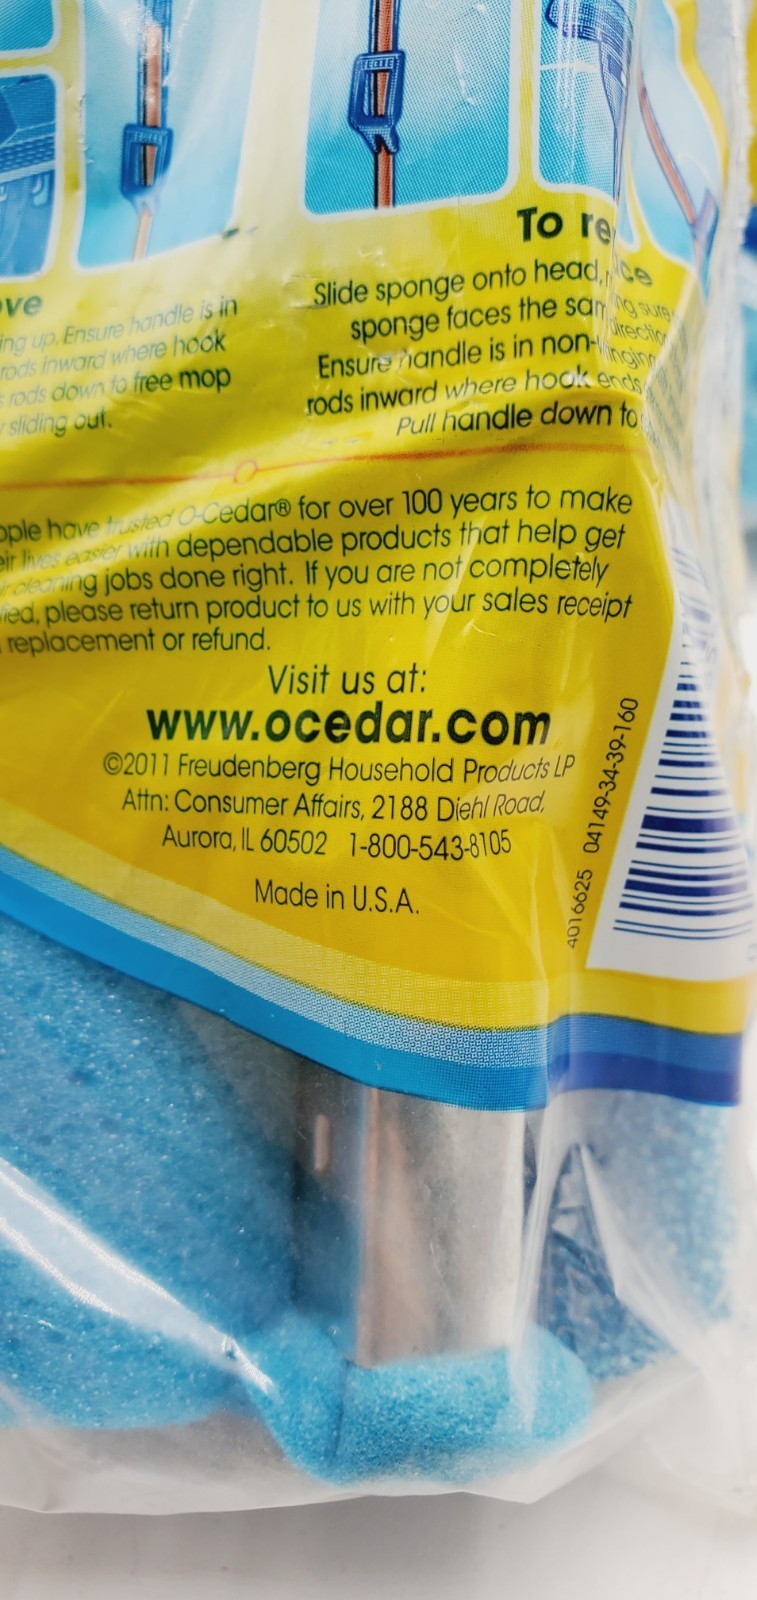 ing up. Ensure handle is in
rods inward where hook
rods down to free mop
sliding out.
To re
Slide sponge onto head,
sponge faces the sam
Ensure handle is in non-
rods inward where hook ends
Pull handle down to
ople have trusted O-Cedar® for over 100 years to make
eir lives easier with dependable products that help get
cleaning jobs done right. If you are not completely
fied, please return product to us with your sales receipt
replacement or refund.
Visit us at:
www.ocedar.com
©2011 Freudenberg Household Products LP
Attn: Consumer Affairs, 2188 Diehl Road,
Aurora, IL 60502 1-800-543-8105
Made in U.S.A.
4016625 04149-34-39-160